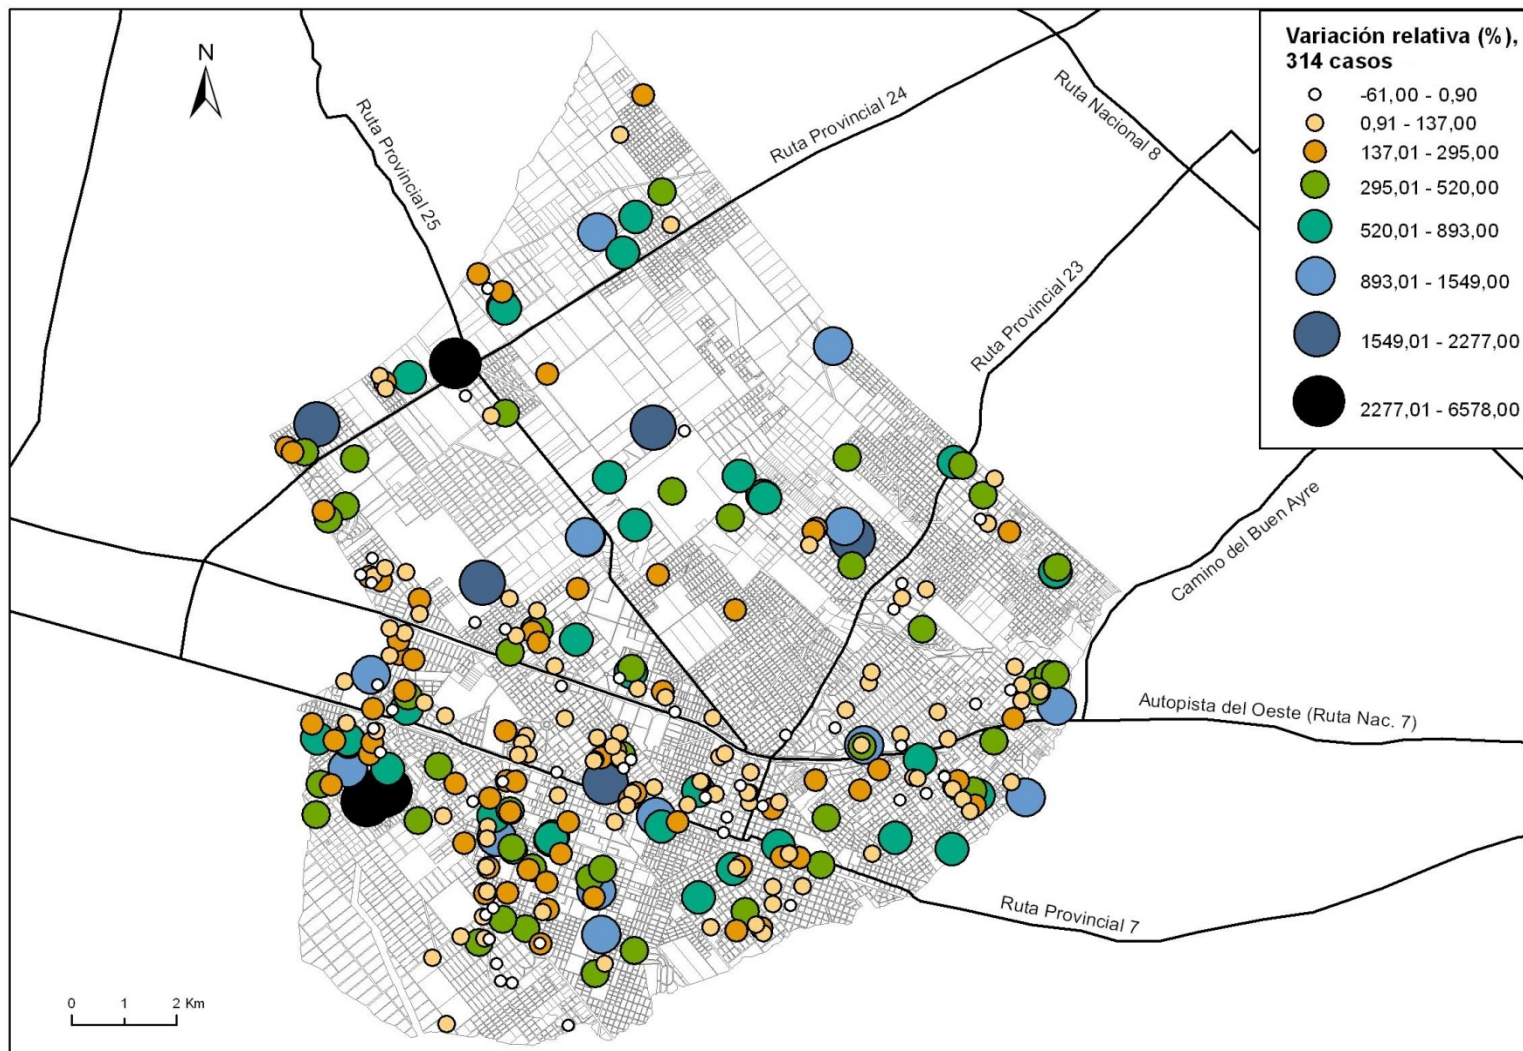 Variación relativa (%),
314 casos
-61,00 - 0,90
0,91 - 137,00
137,01 - 295,00
295,01 - 520,00
520,01 - 893,00
893,01 - 1549,00
1549,01 - 2277,00
2277,01 - 6578,00
N
Ruta Provincial 25
Ruta Provincial 24
Ruta Nacional 8
Ruta Provincial 23
Camino del Buen Ayre
Autopista del Oeste (Ruta Nac. 7)
Ruta Provincial 7
0 1 2 Km